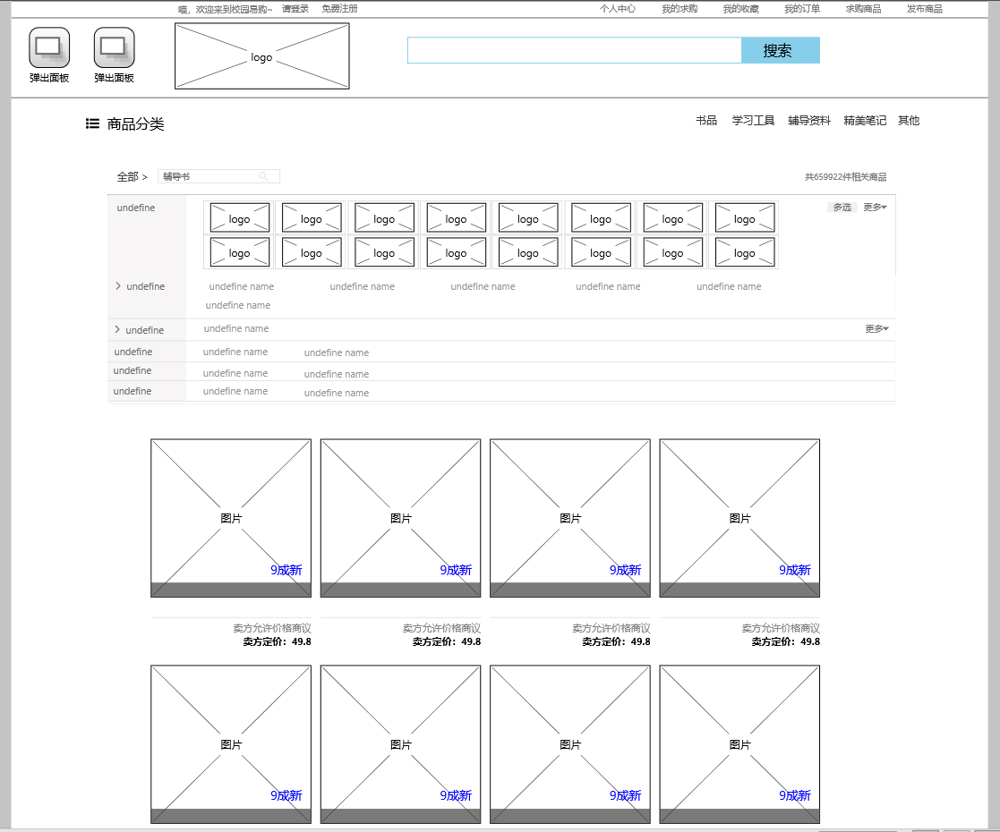 喵，欢迎来到校园易购~ 请登录 免费注册 个人中心 我的求购 我的收藏 我的订单 求购商品 发布商品
logo 搜索
弹出面板 弹出面板
商品分类 书品 学习工具 辅导资料 精美笔记 其他
全部 > 辅导书 共659922件相关商品
undefine logo logo logo logo logo logo logo logo 多选 更多
logo logo logo logo logo logo logo logo
undefine undefine name undefine name undefine name undefine name undefine name
undefine name
undefine undefine name 更多
undefine undefine name undefine name
undefine undefine name undefine name
undefine undefine name undefine name
图片 图片 图片 图片
9成新 9成新 9成新 9成新
卖方允许价格商议 卖方允许价格商议 卖方允许价格商议 卖方允许价格商议
卖方定价：49.8 卖方定价：49.8 卖方定价：49.8 卖方定价：49.8
图片 图片 图片 图片
9成新 9成新 9成新 9成新